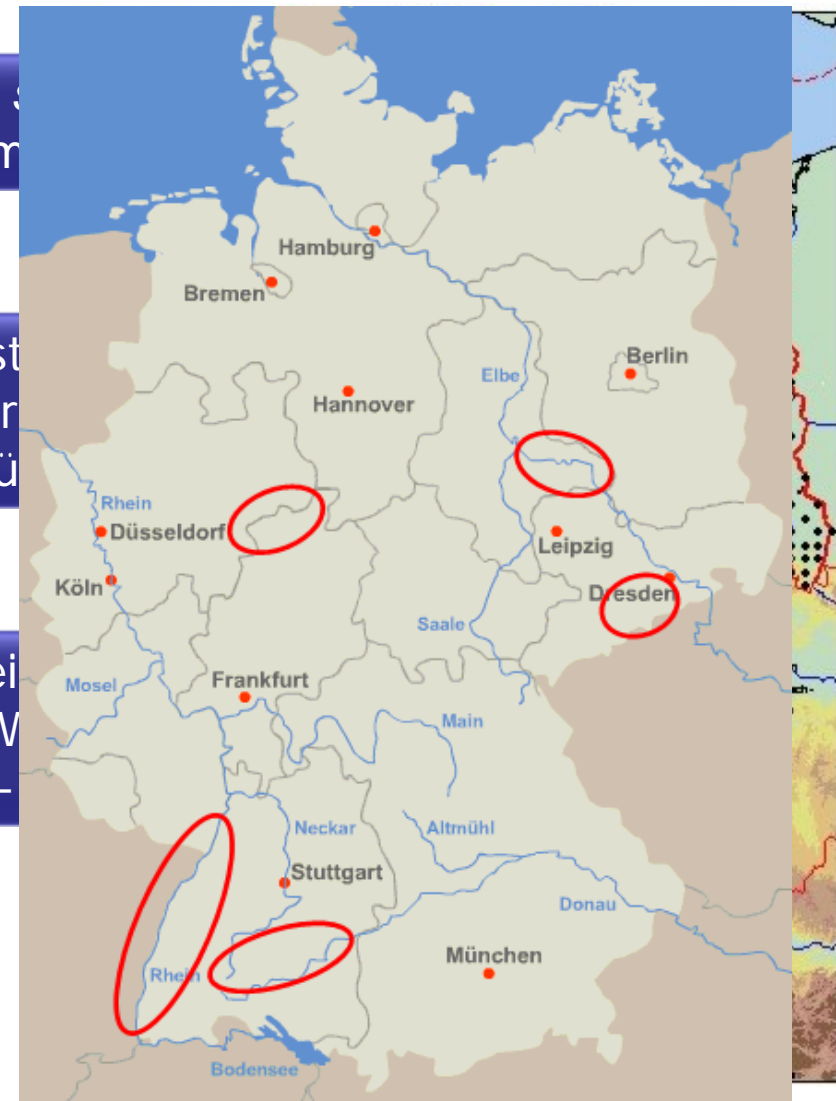 Hamburg
Bremen
Berlin
Elbe
Hannover
Rhein
Düsseldorf
Leipzig
Köln
Dresden
Saale
Mosel
Frankfurt
Main
Neckar
Altmühl
Stuttgart
Donau
München
Rhein
Bodensee